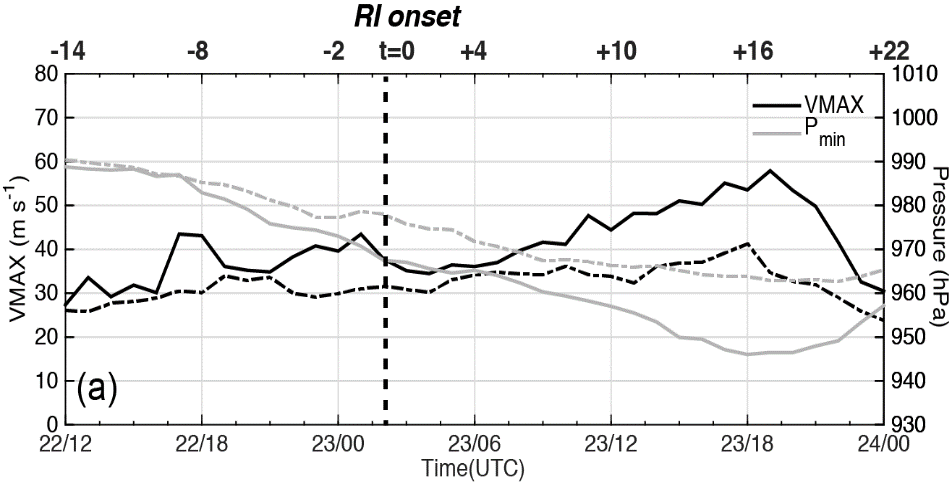 RI onset
-14 -8 -2 t=0 +4 +10 +16 +22
80 1010
70 1000
60 990
50 980
40 970
30 960
20 950
10 940
0 930
VMAX (m s-1)
Pressure (hPa)
VMAX
Pmin
(a)
22/12 22/18 23/00 23/06 23/12 23/18 24/00
Time(UTC)